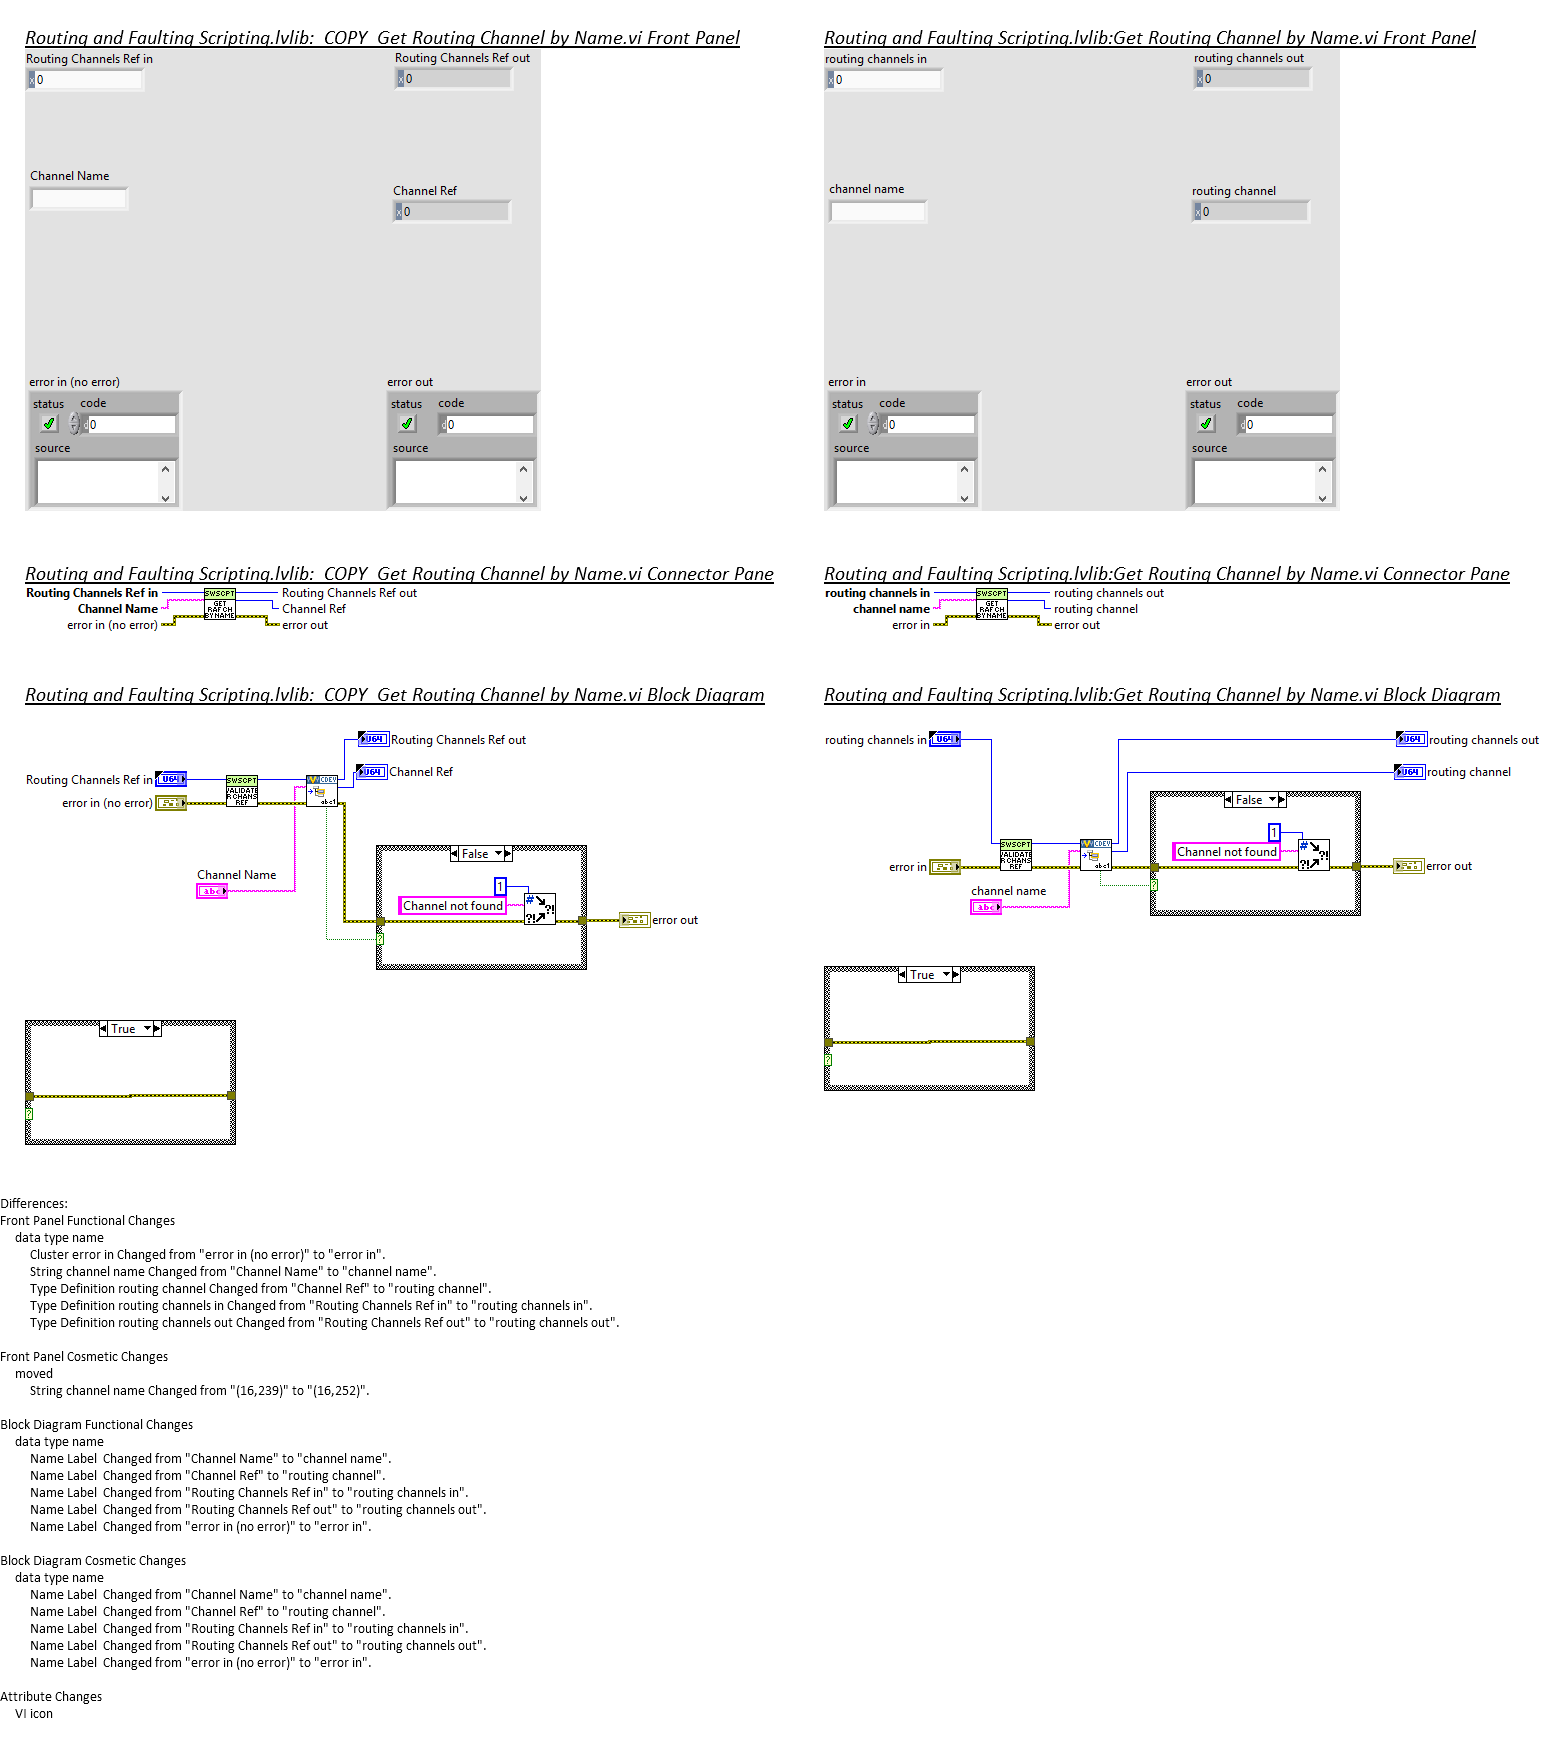 Routing and Faulting Scripting.lvlib:_COPY_Get Routing Channel by Name.vi Front Panel
Routing Channels Ref in
x 0
Routing Channels Ref out
x 0
Channel Name
Channel Ref
x 0
error in (no error)
status code
d 0
source
error out
status code
d 0
source
Routing and Faulting Scripting.lvlib:Get Routing Channel by Name.vi Front Panel
routing channels in
x 0
routing channels out
x 0
channel name
routing channel
x 0
error in
status code
d 0
source
error out
status code
d 0
source
Routing and Faulting Scripting.lvlib:_COPY_Get Routing Channel by Name.vi Connector Pane
Routing Channels Ref in
Channel Name
error in (no error)
SWSCPT
GET
RAF CH
BY NAME
Routing Channels Ref out
Channel Ref
error out
Routing and Faulting Scripting.lvlib:Get Routing Channel by Name.vi Connector Pane
routing channels in
channel name
error in
SWSCPT
GET
RAF CH
BY NAME
routing channels out
routing channel
error out
Routing and Faulting Scripting.lvlib:_COPY_Get Routing Channel by Name.vi Block Diagram
U64 Routing Channels Ref out
U64 Channel Ref
Routing Channels Ref in U64
error in (no error)
SWSCPT
VALIDATE
R CHANS
REF
CDEV
abc1
Channel Name
abc
False
1
Channel not found
#
?!
?!
?
error out
True
?
Routing and Faulting Scripting.lvlib:Get Routing Channel by Name.vi Block Diagram
routing channels in U64
U64 routing channels out
U64 routing channel
False
1
Channel not found
#
?!
?!
?
SWSCPT
VALIDATE
R CHANS
REF
CDEV
abc1
error in
error out
channel name
abc
True
?
Differences:
Front Panel Functional Changes
data type name
Cluster error in Changed from "error in (no error)" to "error in".
String channel name Changed from "Channel Name" to "channel name".
Type Definition routing channel Changed from "Channel Ref" to "routing channel".
Type Definition routing channels in Changed from "Routing Channels Ref in" to "routing channels in".
Type Definition routing channels out Changed from "Routing Channels Ref out" to "routing channels out".
Front Panel Cosmetic Changes
moved
String channel name Changed from "(16,239)" to "(16,252)".
Block Diagram Functional Changes
data type name
Name Label  Changed from "Channel Name" to "channel name".
Name Label  Changed from "Channel Ref" to "routing channel".
Name Label  Changed from "Routing Channels Ref in" to "routing channels in".
Name Label  Changed from "Routing Channels Ref out" to "routing channels out".
Name Label  Changed from "error in (no error)" to "error in".
Block Diagram Cosmetic Changes
data type name
Name Label  Changed from "Channel Name" to "channel name".
Name Label  Changed from "Channel Ref" to "routing channel".
Name Label  Changed from "Routing Channels Ref in" to "routing channels in".
Name Label  Changed from "Routing Channels Ref out" to "routing channels out".
Name Label  Changed from "error in (no error)" to "error in".
Attribute Changes
VI icon